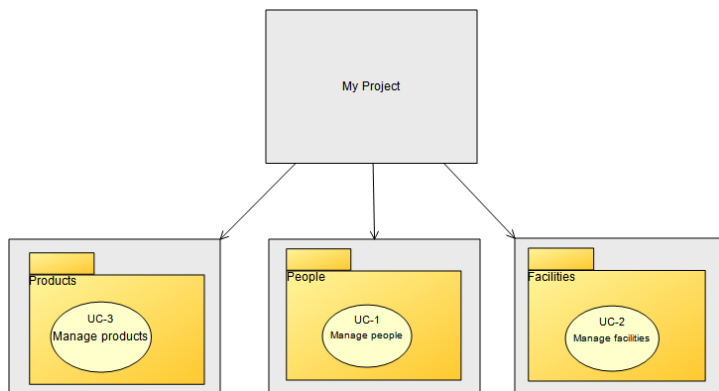 My Project
Products
UC-3
Manage products
People
UC-1
Manage people
Facilities
UC-2
Manage facilities